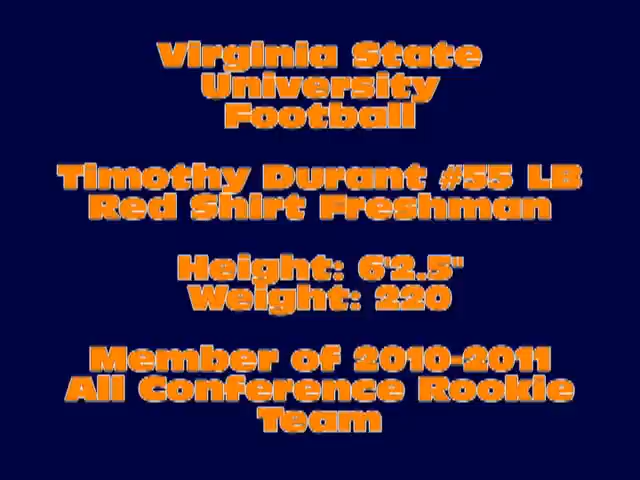 Virginia State
University
Football
Timothy Durant #55 LB
Red Shirt Freshman
Height: 6'2.5"
Weight: 220
Member of 2010-2011
All Conference Rookie
Team